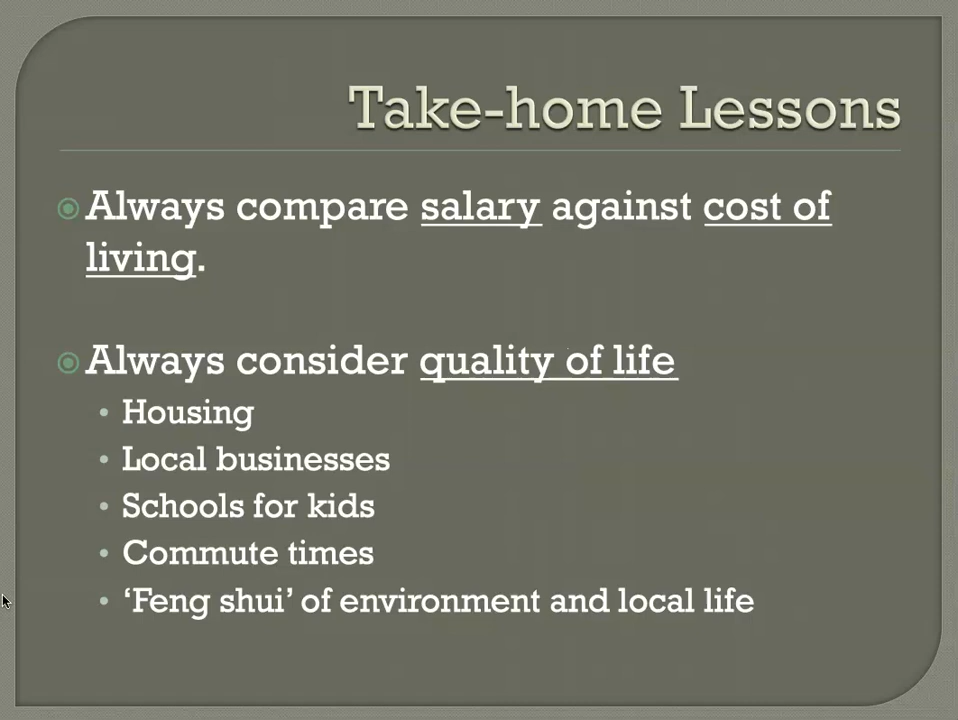 Take-home Lessons
Always compare salary against cost of
living.
Always consider quality of life
• Housing
• Local businesses
• Schools for kids
• Commute times
• ‘Feng shui’ of environment and local life